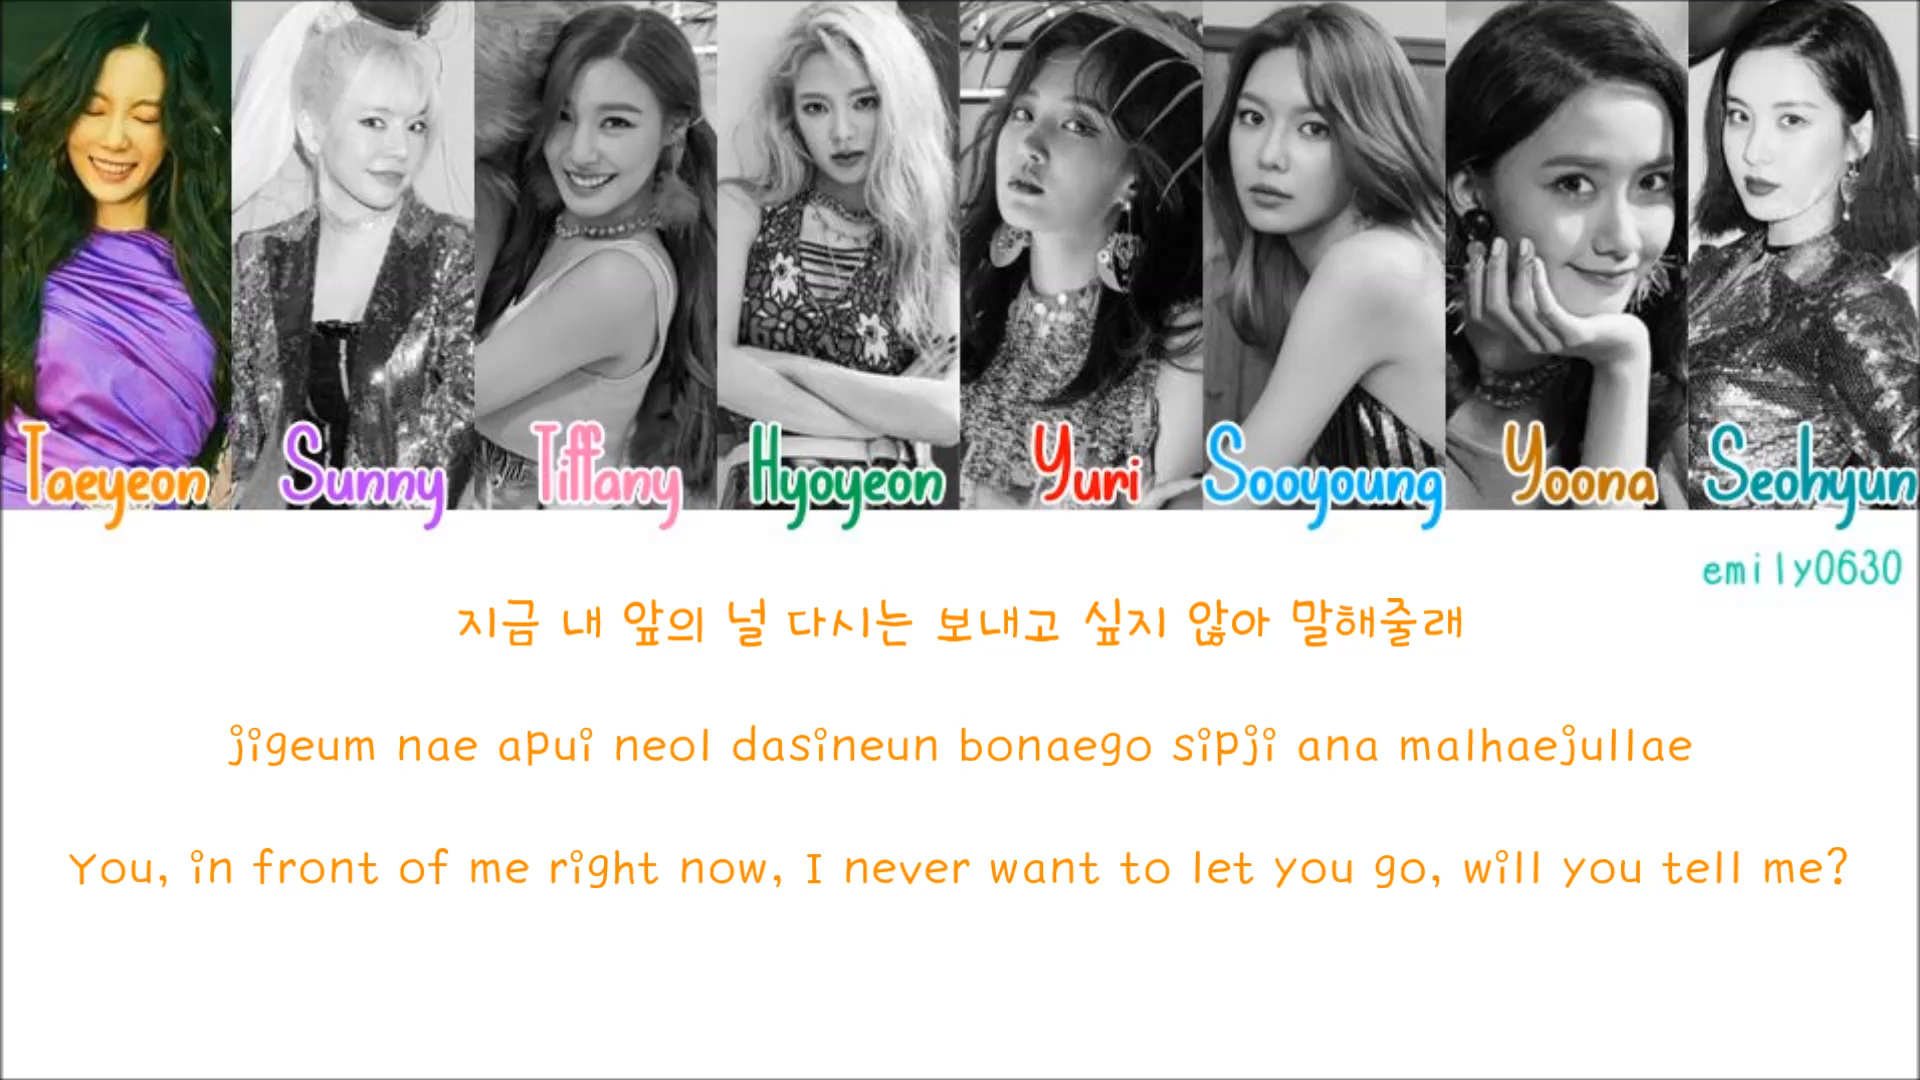 Taeyeon Sunny Tiffany Hyoyeon Yuri Sooyoung Yoona Seohyun
emily0630
지금 내 앞의 널 다시는 보내고 싶지 않아 말해줄래
jigeum nae apui neol dasineun bonaego sipji ana malhaejullae
You, in front of me right now, I never want to let you go, will you tell me?